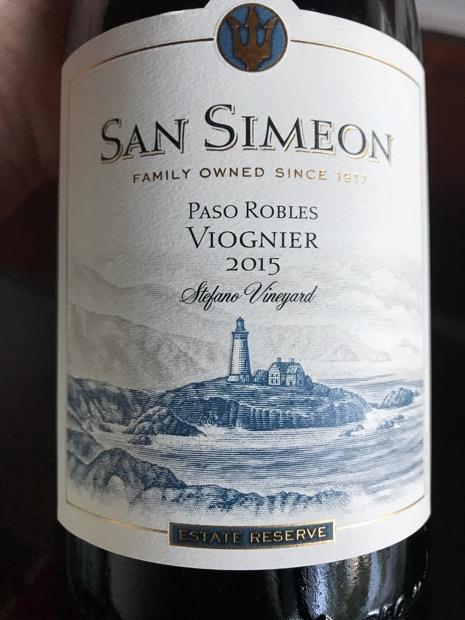 SAN SIMEON
FAMILY OWNED SINCE 1917
PASO ROBLES
VIOGNIER
2015
Stefano Vineyard
ESTATE RESERVE